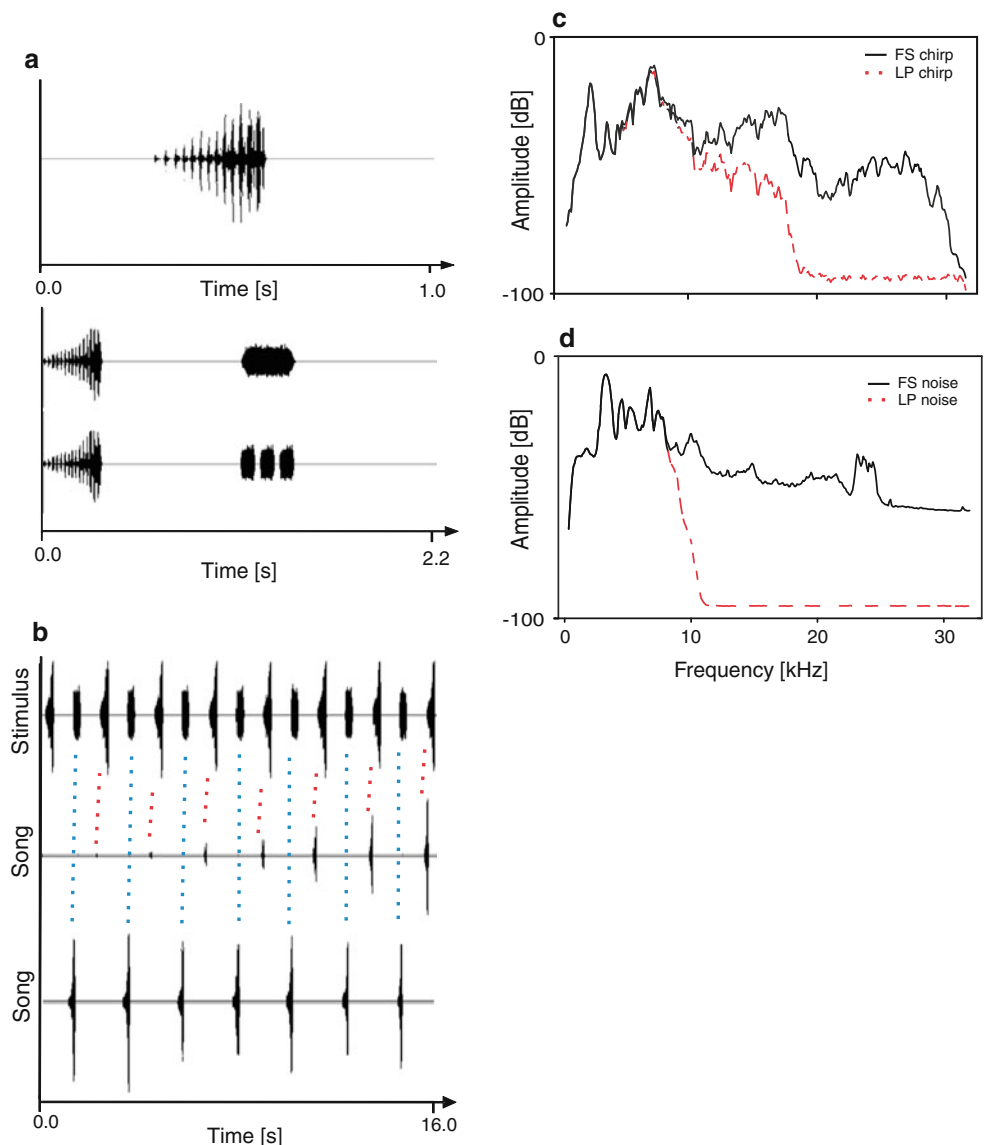 a
0.0
Time [s]
1.0
0.0
Time [s]
2.2
b
Stimulus
Song
Song
0.0
Time [s]
16.0
c
0
Amplitude [dB]
-100
FS chirp
LP chirp
d
0
Amplitude [dB]
-100
FS noise
LP noise
0
10
20
30
Frequency [kHz]